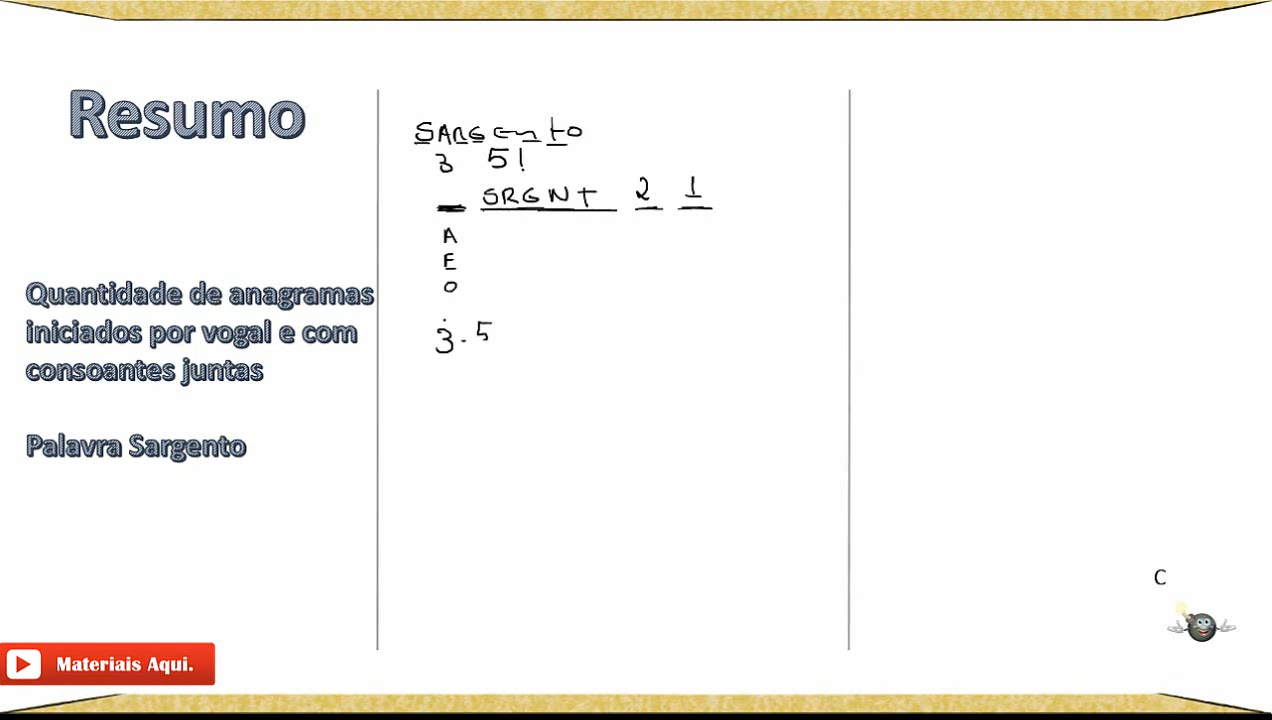 Resumo
Quantidade de anagramas
iniciados por vogal e com
consoantes juntas
Palavra Sargento
Materiais Aqui.
SARGento
3 5!
SRGNT 2 1
A
E
O
3.5
C